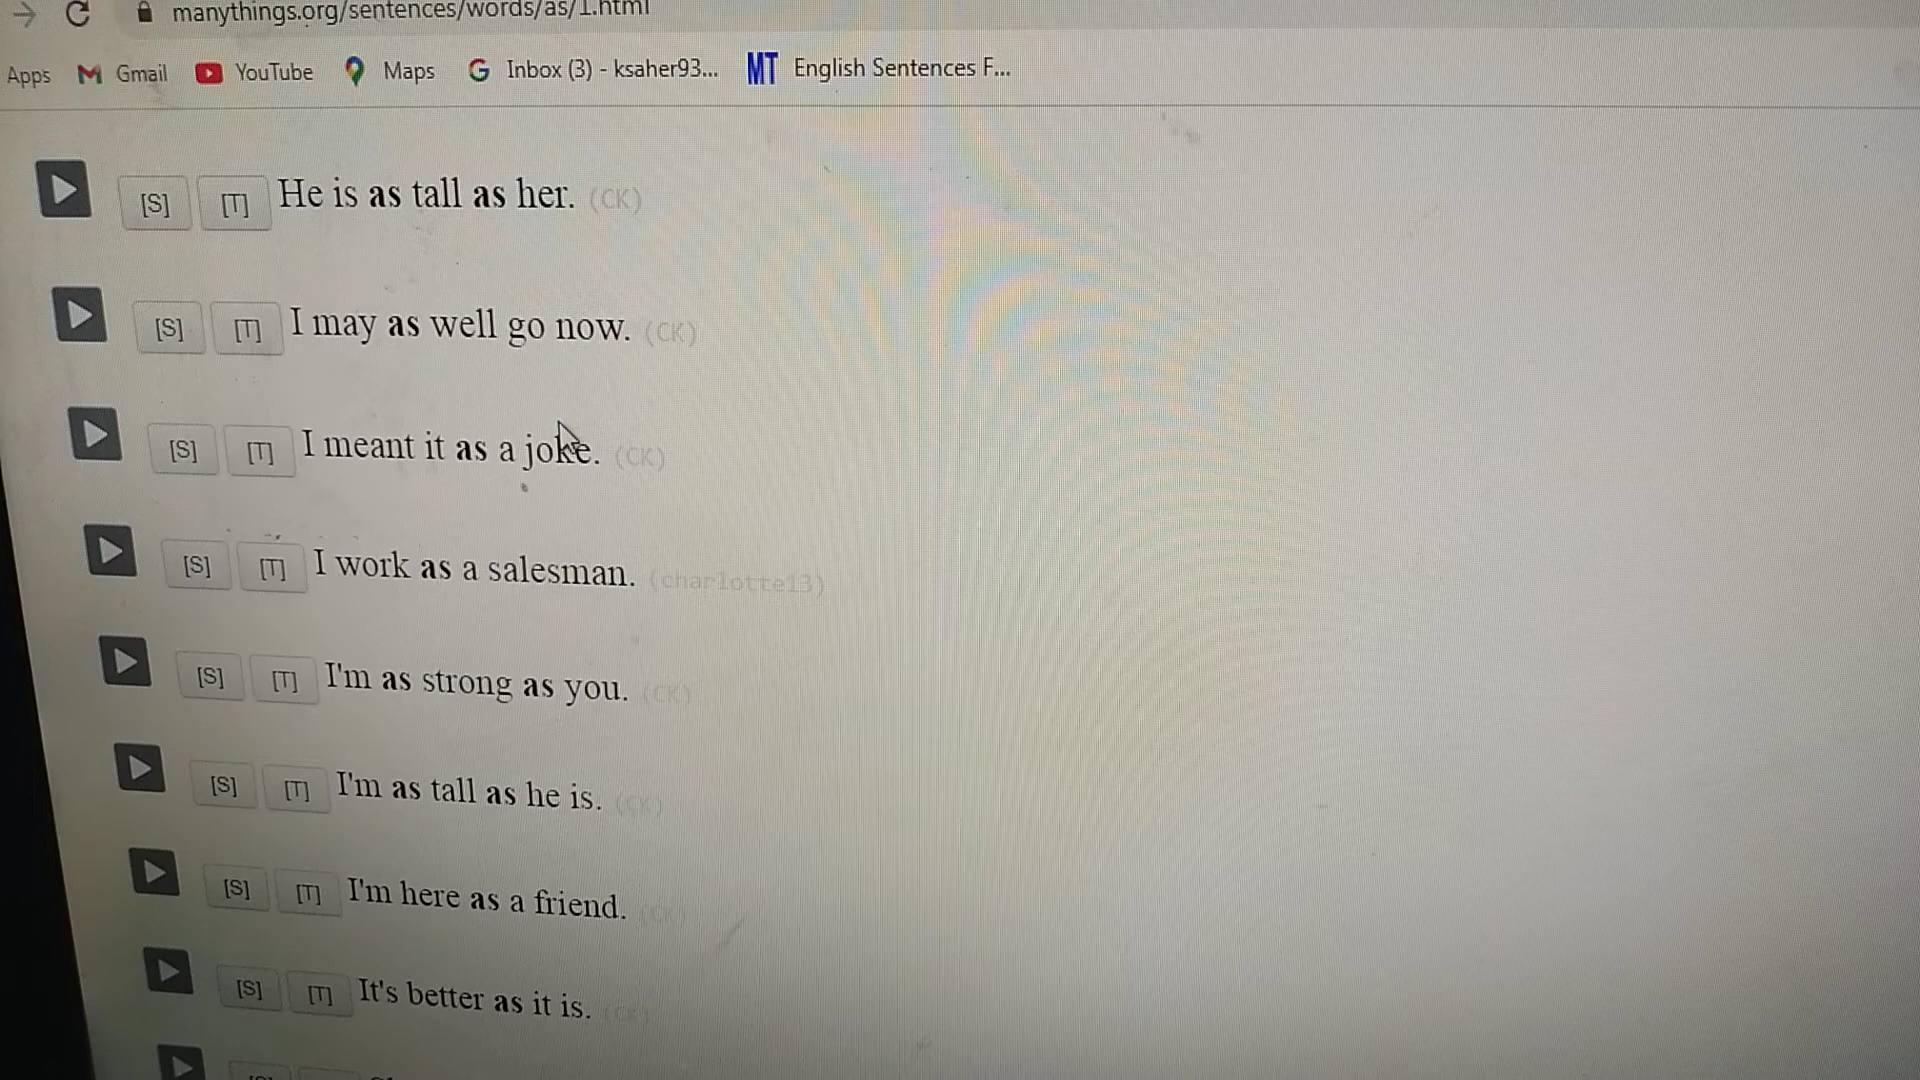 manythings.org/sentences/words/as/1.html
Apps Gmail YouTube Maps Inbox (3) - ksaher93... MT English Sentences F...
[S] [T] He is as tall as her. (CK)
[S] [T] I may as well go now. (CK)
[S] [T] I meant it as a joke. (CK)
[S] [T] I work as a salesman. (charlotte13)
[S] [T] I'm as strong as you. (CK)
[S] [T] I'm as tall as he is. (CK)
[S] [T] I'm here as a friend. (CK)
[S] [T] It's better as it is. (CK)